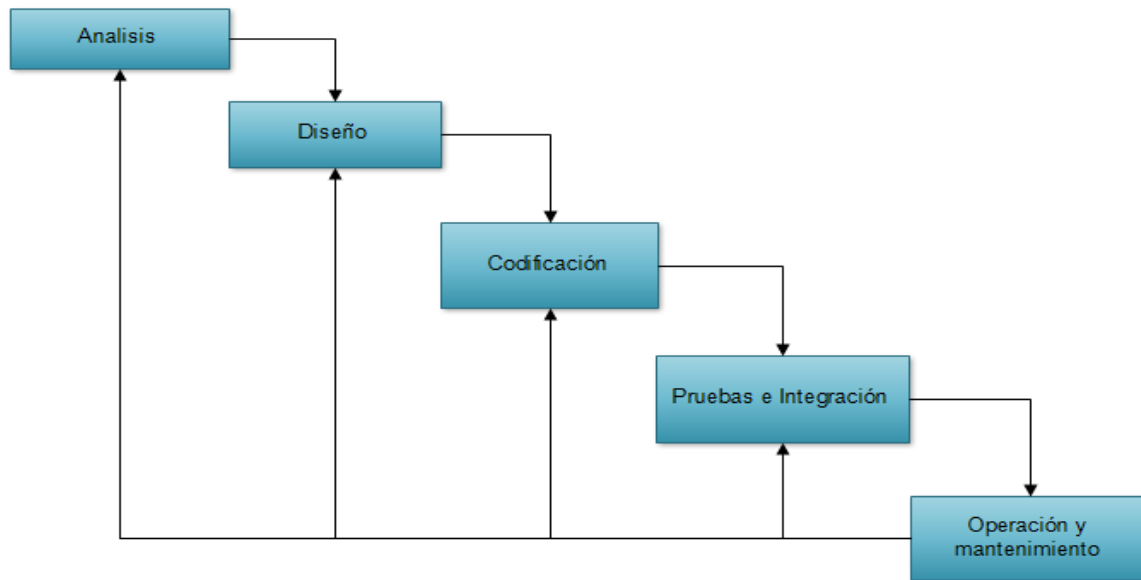 Analisis
Diseño
Codificación
Pruebas e Integración
Operación y
mantenimiento